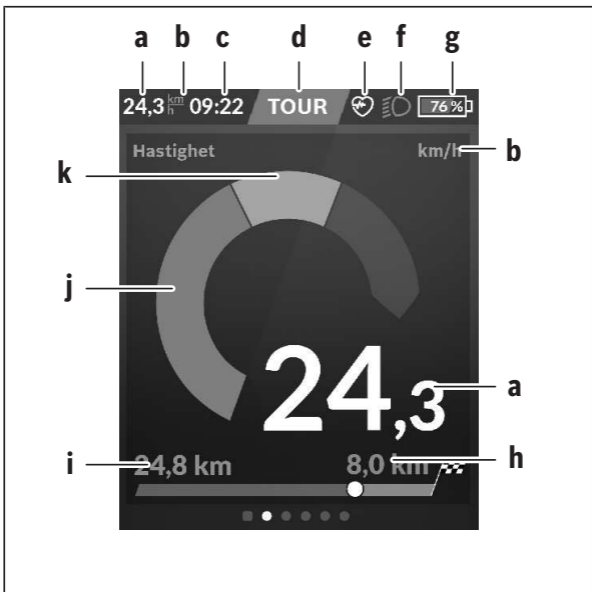 a b c d e f g
24,3 km/h 09:22 TOUR 76 %
Hastighet km/h b
k
j
24,3 a
i 24,8 km 8,0 km h